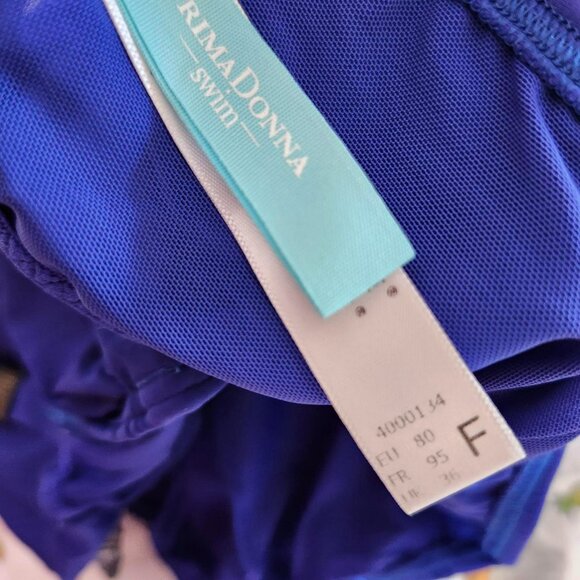 RIMADONNA
swim
4000134
EU 80 F
FR 95
UK 36